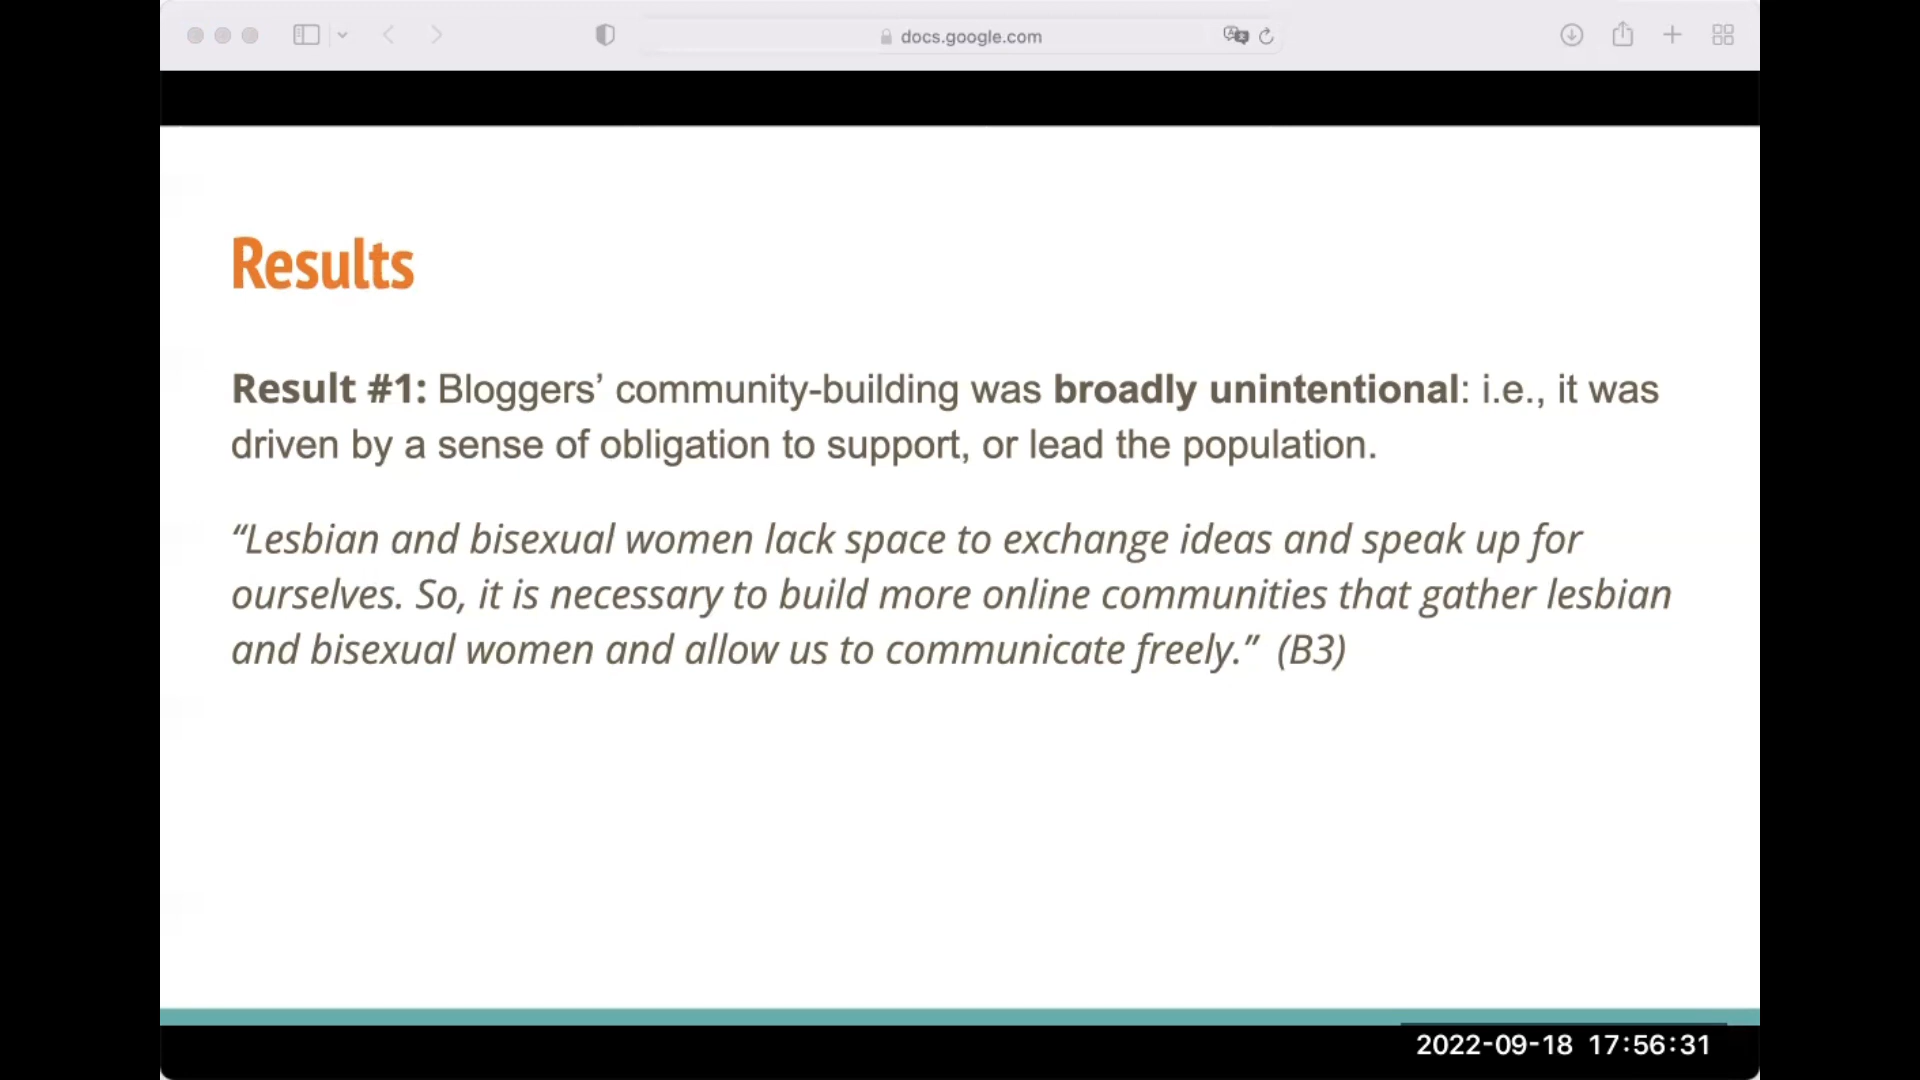 docs.google.com
Results
Result #1: Bloggers’ community-building was broadly unintentional: i.e., it was
driven by a sense of obligation to support, or lead the population.
“Lesbian and bisexual women lack space to exchange ideas and speak up for
ourselves. So, it is necessary to build more online communities that gather lesbian
and bisexual women and allow us to communicate freely.” (B3)
2022-09-18 17:56:31